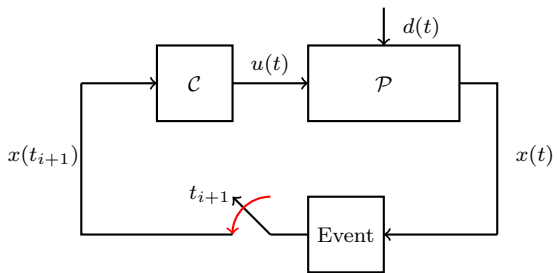 d(t)
𝒞
u(t)
𝒫
x(t_{i+1})
x(t)
t_{i+1}
Event